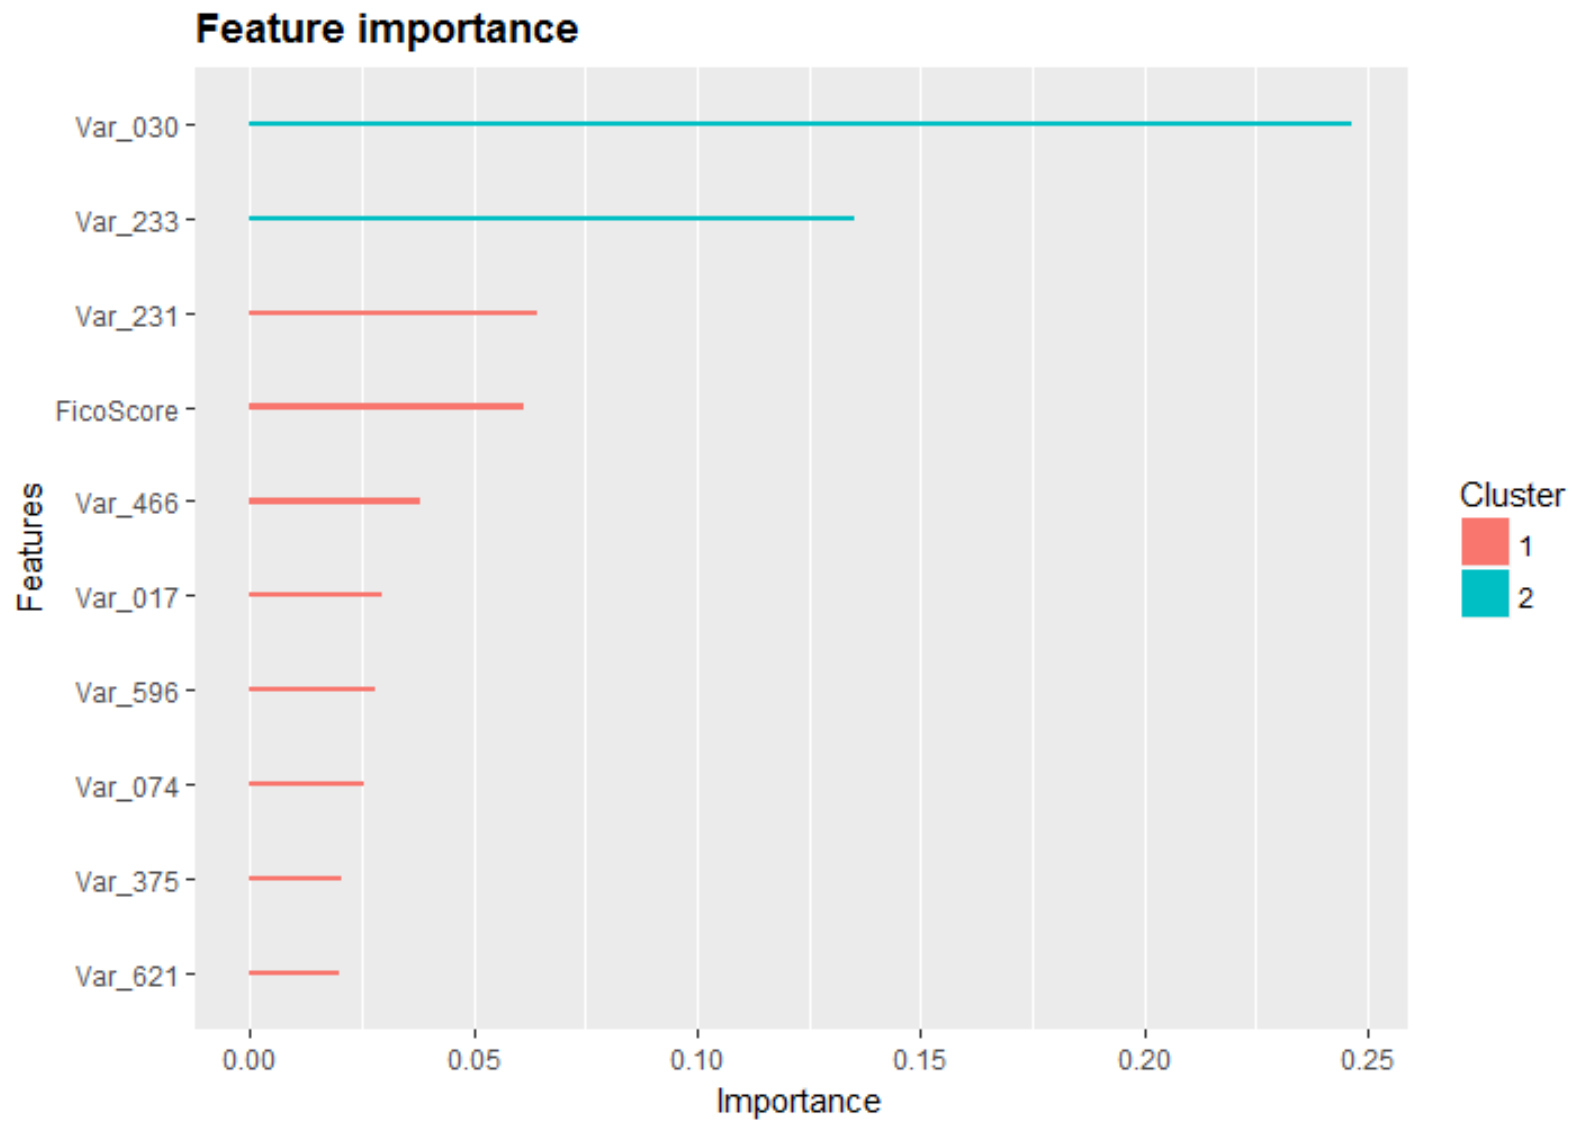 Feature importance
Var_030
Var_233
Var_231
FicoScore
Var_466
Var_017
Var_596
Var_074
Var_375
Var_621
Features
0.00 0.05 0.10 0.15 0.20 0.25
Importance
Cluster
1
2